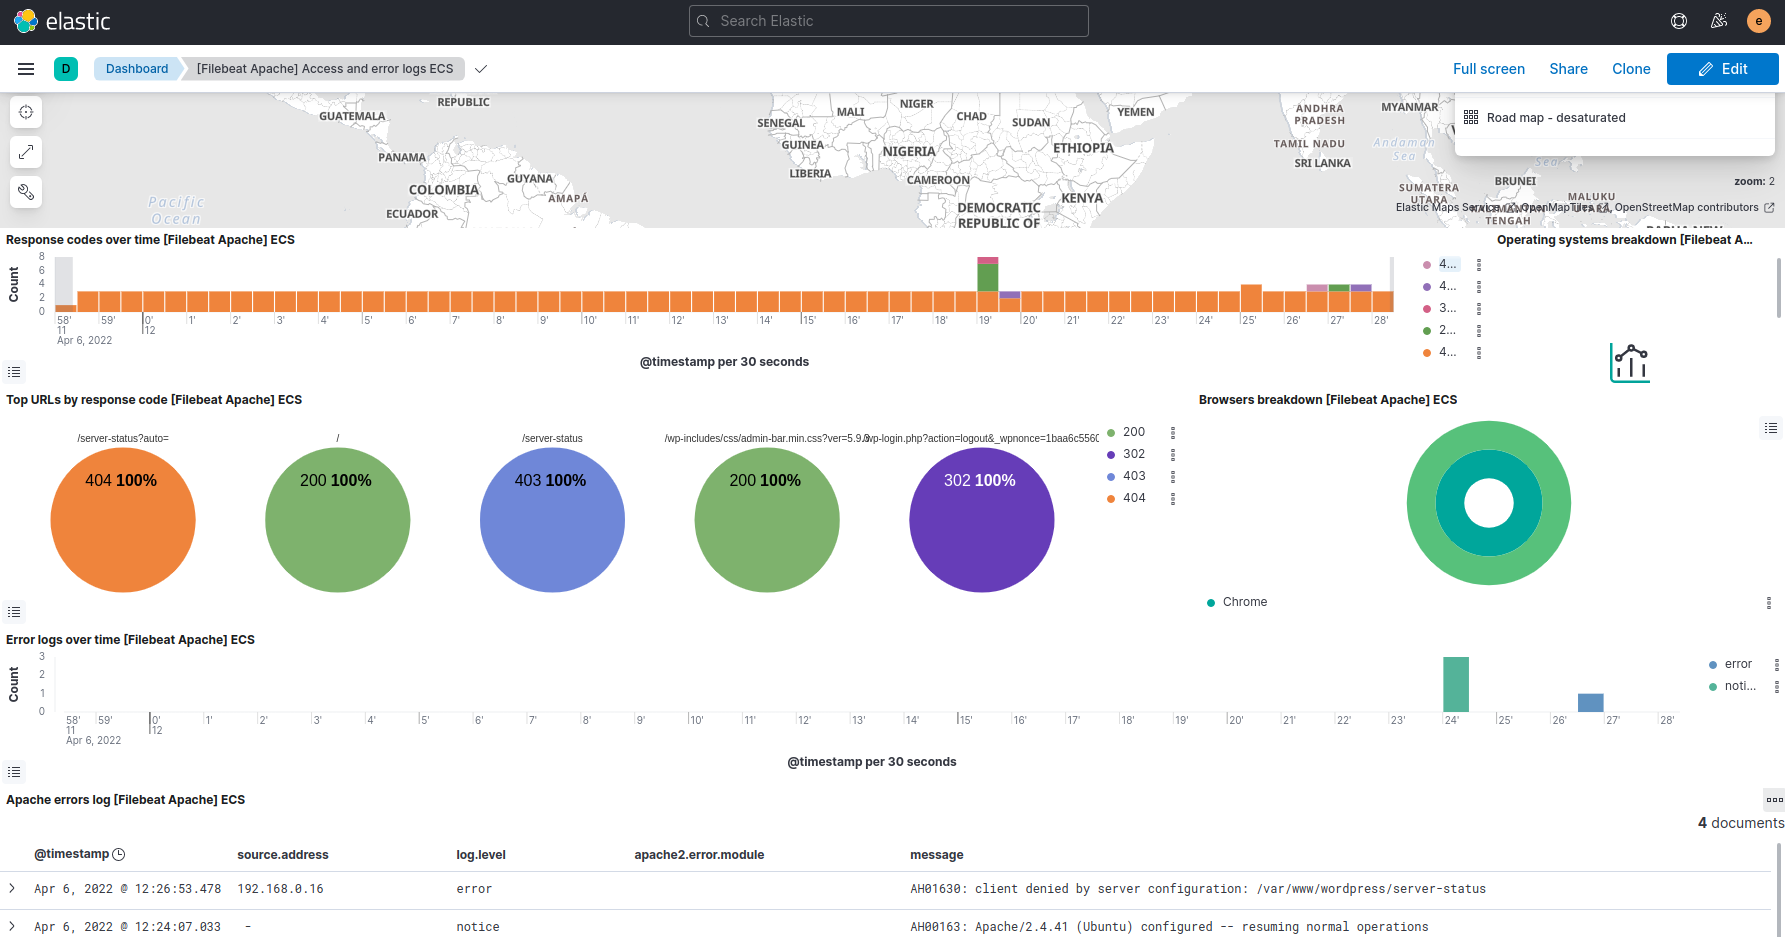 elastic
Search Elastic
e
D
Dashboard
[Filebeat Apache] Access and error logs ECS
Full screen
Share
Clone
Edit
REPUBLIC
GUATEMALA
PANAMA
COLOMBIA
GUYANA
AMAPÁ
ECUADOR
Pacific
Ocean
MALI
NIGER
CHAD
SUDAN
YEMEN
SENEGAL
GUINEA
NIGERIA
ETHIOPIA
LIBERIA
CAMEROON
KENYA
DEMOCRATIC
REPUBLIC OF
ANDHRA
PRADESH
MYANMAR
TAMIL NADU
SRI LANKA
Andaman
Sea
Road map - desaturated
Sea
BRUNEI
SUMATERA
UTARA
MALUKU
UTARA
TENGAH
zoom: 2
Elastic Maps Service
OpenMapTiles
OpenStreetMap contributors
Response codes over time [Filebeat Apache] ECS
Operating systems breakdown [Filebeat A...
Count
8
6
4
2
0
58' 59' 0' 1' 2' 3' 4' 5' 6' 7' 8' 9' 10' 11' 12' 13' 14' 15' 16' 17' 18' 19' 20' 21' 22' 23' 24' 25' 26' 27' 28'
11 12
Apr 6, 2022
@timestamp per 30 seconds
4...
4...
3...
2...
4...
Top URLs by response code [Filebeat Apache] ECS
Browsers breakdown [Filebeat Apache] ECS
/server-status?auto=
/
/server-status
/wp-includes/css/admin-bar.min.css?ver=5.9.3
/wp-login.php?action=logout&_wpnonce=1baa6c5560
404 100%
200 100%
403 100%
200 100%
302 100%
200
302
403
404
Chrome
Error logs over time [Filebeat Apache] ECS
Count
3
2
1
0
58' 59' 0' 1' 2' 3' 4' 5' 6' 7' 8' 9' 10' 11' 12' 13' 14' 15' 16' 17' 18' 19' 20' 21' 22' 23' 24' 25' 26' 27' 28'
11 12
Apr 6, 2022
@timestamp per 30 seconds
error
noti...
Apache errors log [Filebeat Apache] ECS
4 documents
@timestamp source.address log.level apache2.error.module message
Apr 6, 2022 @ 12:26:53.478 192.168.0.16 error AH01630: client denied by server configuration: /var/www/wordpress/server-status
Apr 6, 2022 @ 12:24:07.033 - notice AH00163: Apache/2.4.41 (Ubuntu) configured -- resuming normal operations